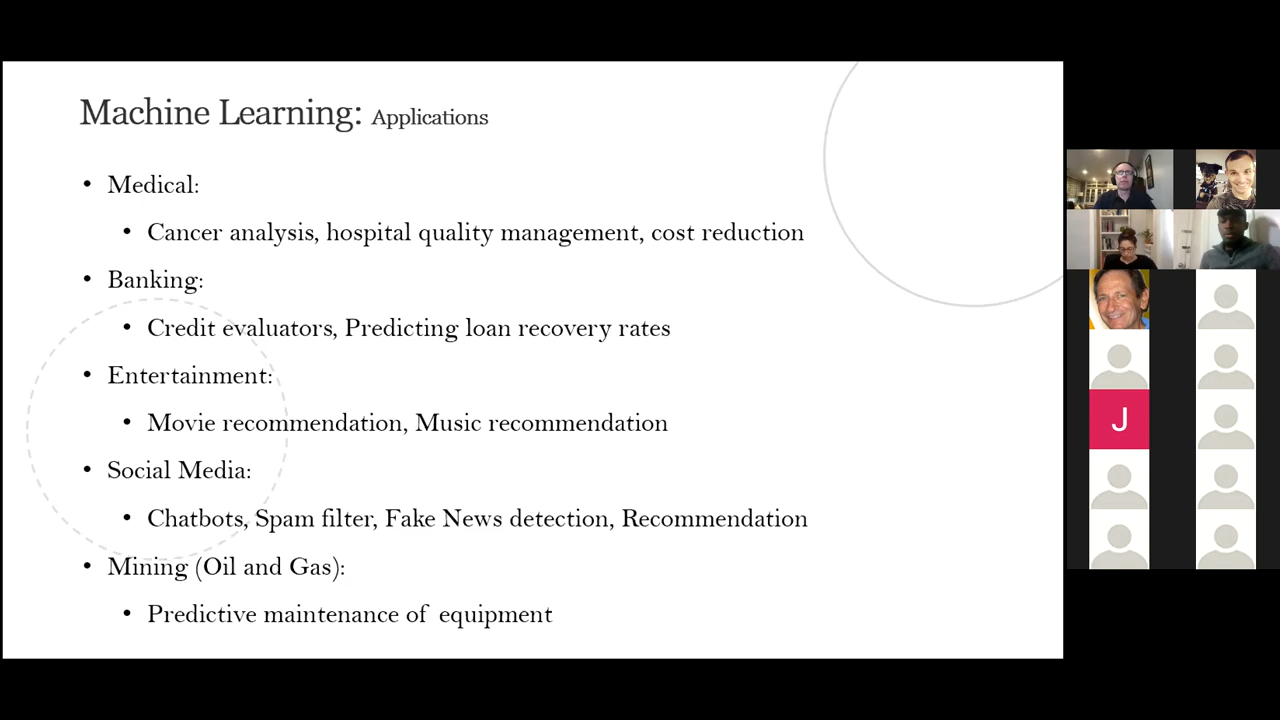 Machine Learning: Applications
• Medical:
• Cancer analysis, hospital quality management, cost reduction
• Banking:
• Credit evaluators, Predicting loan recovery rates
• Entertainment:
• Movie recommendation, Music recommendation
• Social Media:
• Chatbots, Spam filter, Fake News detection, Recommendation
• Mining (Oil and Gas):
• Predictive maintenance of equipment
J